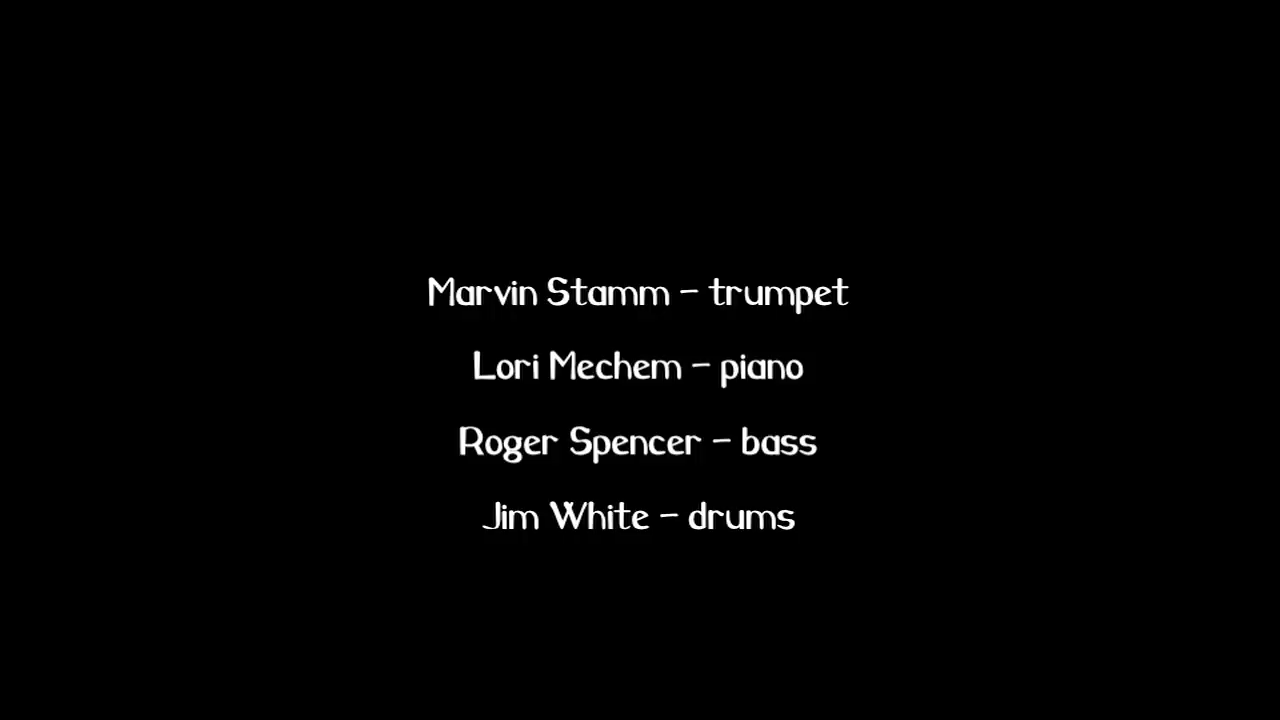 Marvin Stamm - trumpet
Lori Mechem - piano
Roger Spencer - bass
Jim White - drums